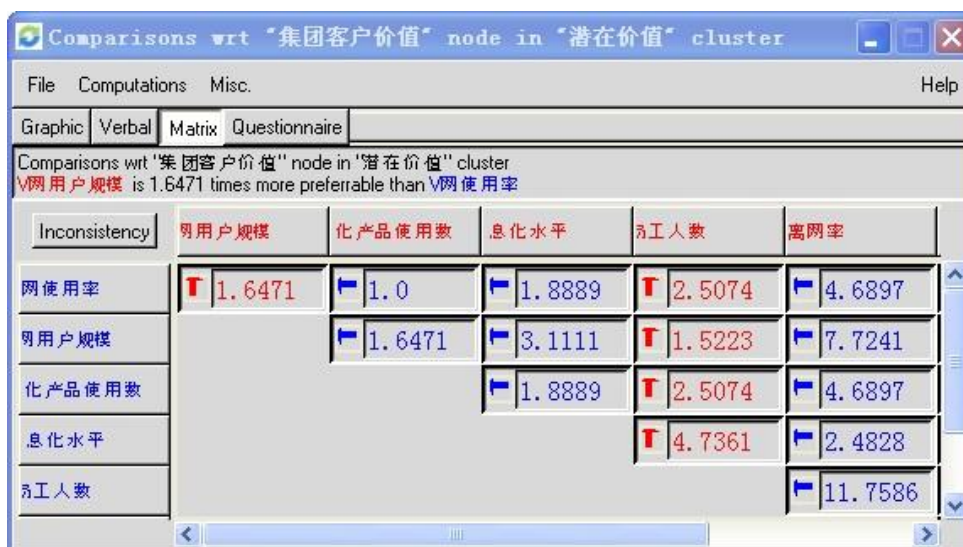 Comparisons wrt "集团客户价值" node in "潜在价值" cluster
File Computations Misc. Help
Graphic Verbal Matrix Questionnaire
Comparisons wrt "集团客户价值" node in "潜在价值" cluster
V网用户规模 is 1.6471 times more preferrable than V网使用率
Inconsistency 网用户规模 化产品使用数 息化水平 员工人数 离网率
网使用率 1.6471 1.0 1.8889 2.5074 4.6897
网用户规模 1.6471 3.1111 1.5223 7.7241
化产品使用数 1.8889 2.5074 4.6897
息化水平 4.7361 2.4828
员工人数 11.7586